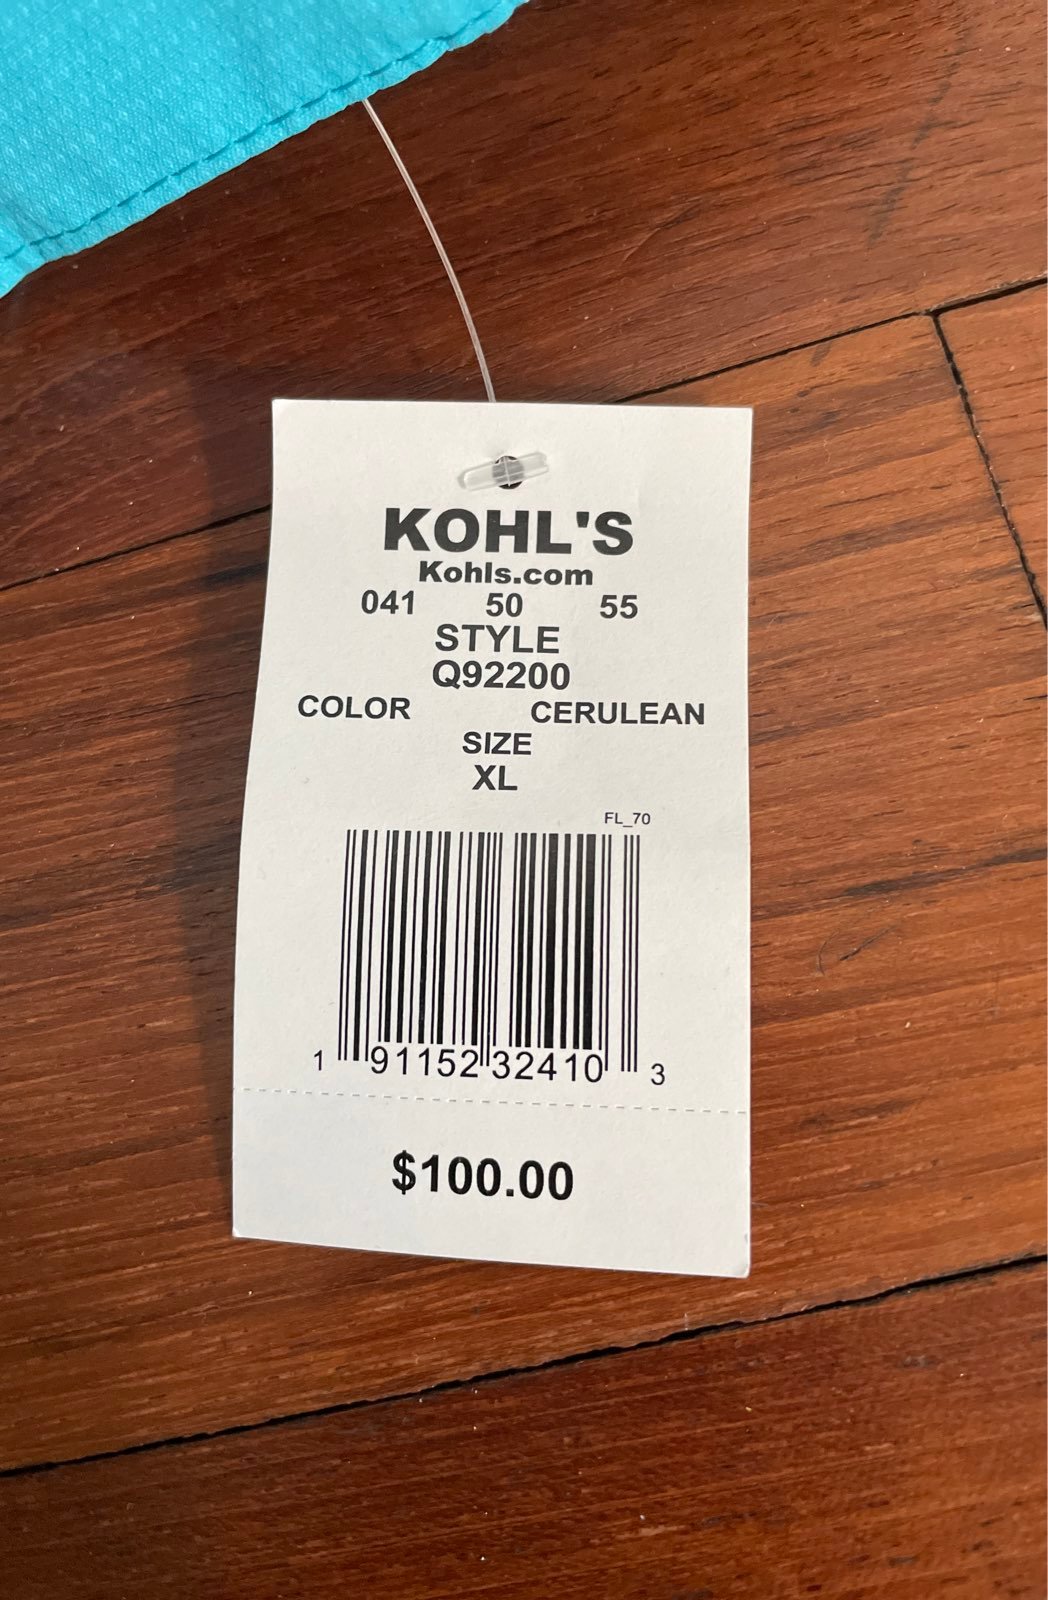 KOHL'S
Kohls.com
041 50 55
STYLE
Q92200
COLOR CERULEAN
SIZE
XL
FL_70
1 91152 32410 3
$100.00